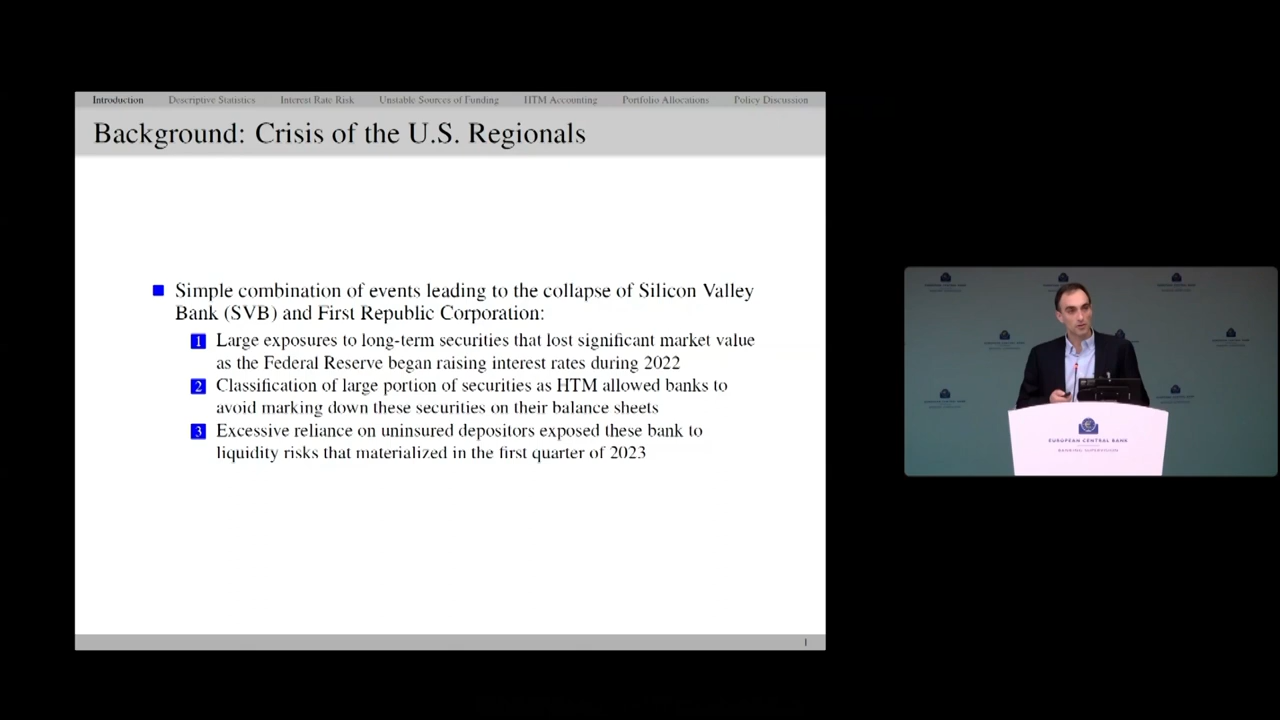 Introduction Descriptive Statistics Interest Rate Risk Unstable Sources of Funding HTM Accounting Portfolio Allocations Policy Discussion
Background: Crisis of the U.S. Regionals
Simple combination of events leading to the collapse of Silicon Valley
Bank (SVB) and First Republic Corporation:
1 Large exposures to long-term securities that lost significant market value
as the Federal Reserve began raising interest rates during 2022
2 Classification of large portion of securities as HTM allowed banks to
avoid marking down these securities on their balance sheets
3 Excessive reliance on uninsured depositors exposed these bank to
liquidity risks that materialized in the first quarter of 2023
1
EUROPEAN CENTRAL BANK
BANKING SUPERVISION